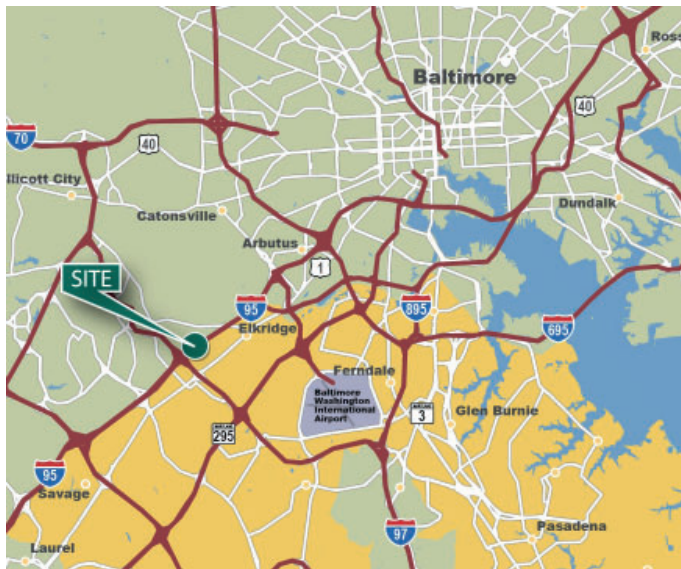 Ross
Baltimore
40
70
40
llicott City
Dundalk
Catonsville
Arbutus
1
SITE
95
895
695
Elkridge
Ferndale
Baltimore
Washington
International
Airport
3
Glen Burnie
295
95
Savage
97
Pasadena
Laurel